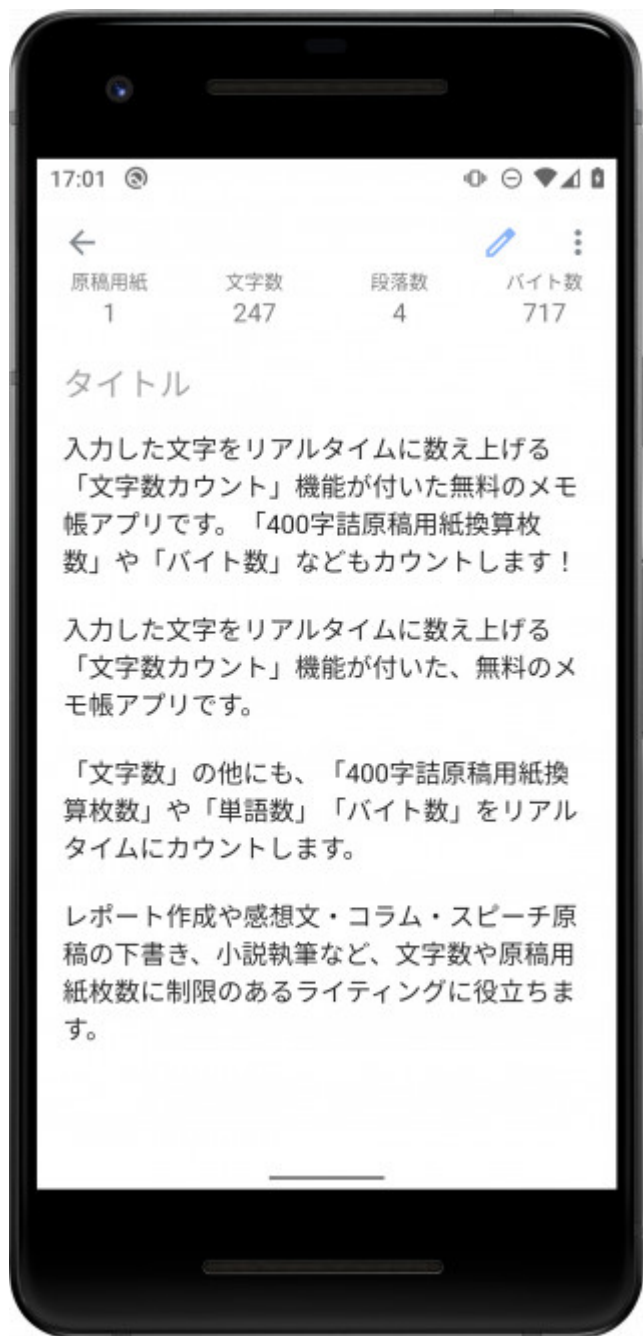 17:01
原稿用紙 文字数 段落数 バイト数
1 247 4 717
タイトル
入力した文字をリアルタイムに数え上げる
「文字数カウント」機能が付いた無料のメモ
帳アプリです。「400字詰原稿用紙換算枚
数」や「バイト数」などもカウントします！
入力した文字をリアルタイムに数え上げる
「文字数カウント」機能が付いた、無料のメ
モ帳アプリです。
「文字数」の他にも、「400字詰原稿用紙換
算枚数」や「単語数」「バイト数」をリアル
タイムにカウントします。
レポート作成や感想文・コラム・スピーチ原
稿の下書き、小説執筆など、文字数や原稿用
紙枚数に制限のあるライティングに役立ちま
す。